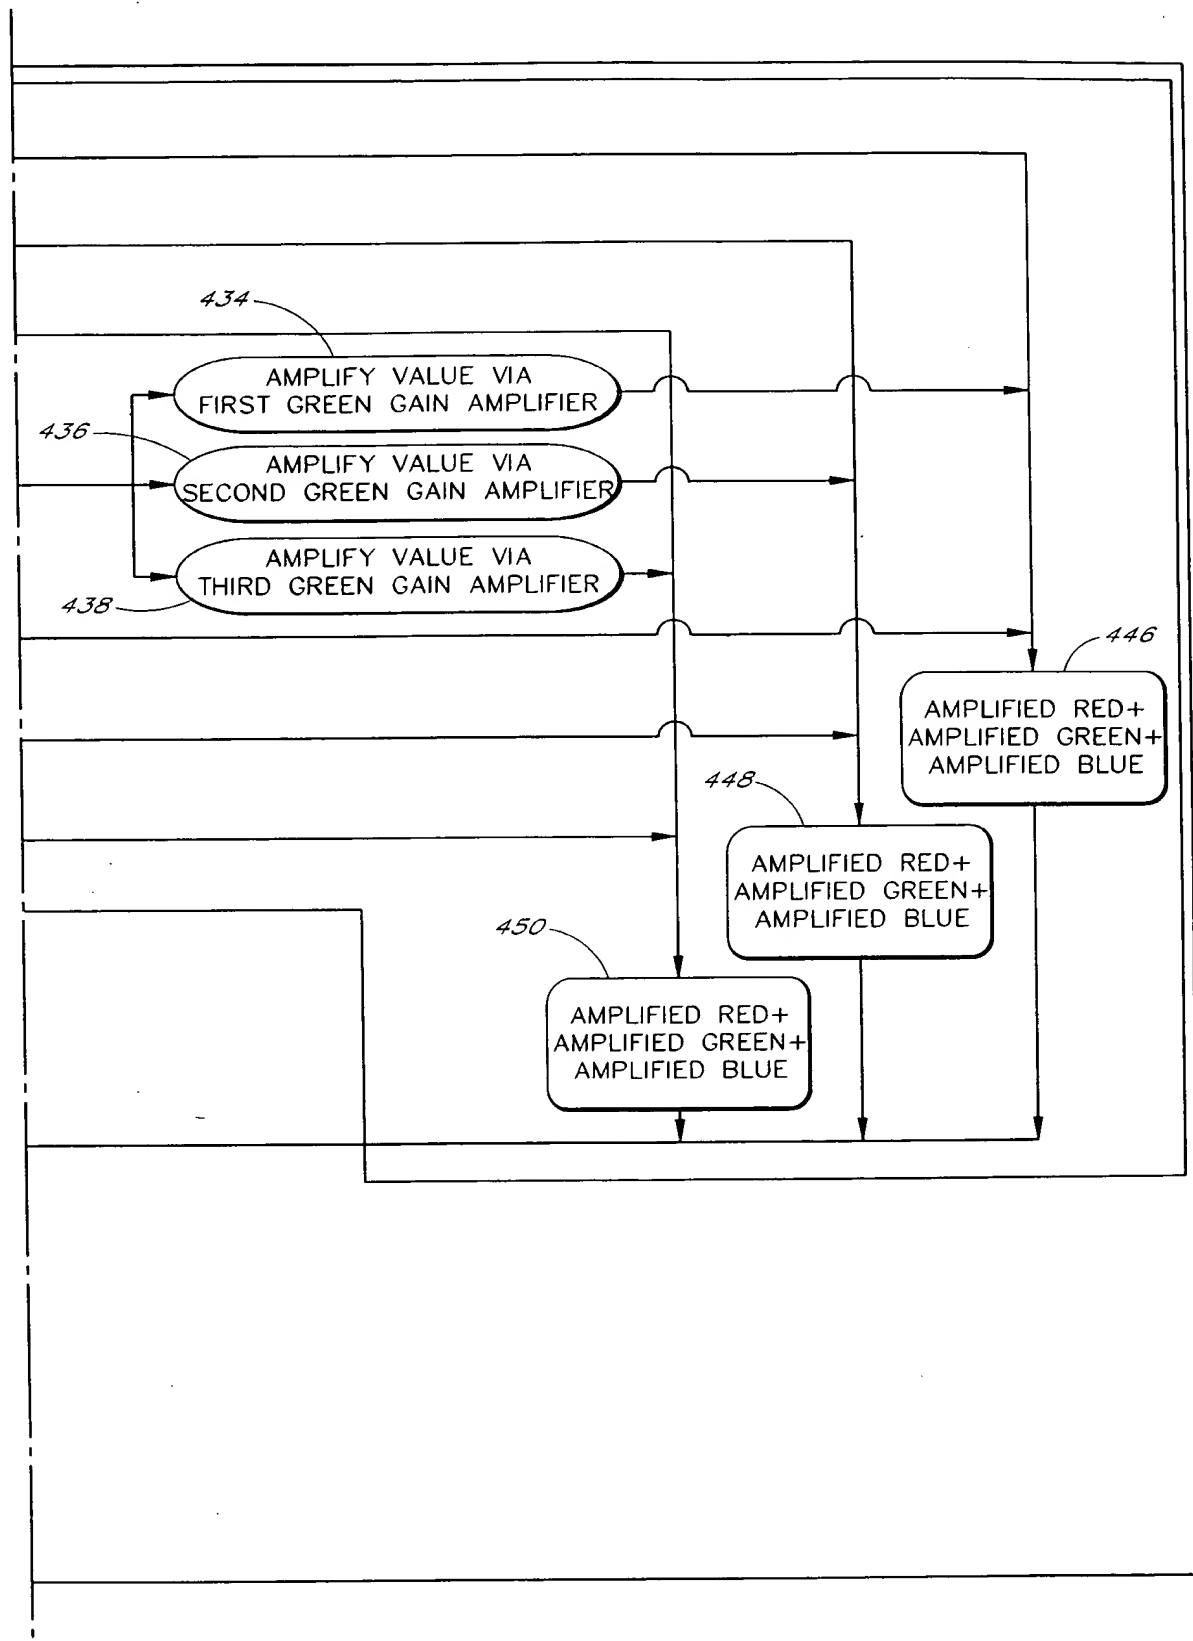 434
AMPLIFY VALUE VIA
FIRST GREEN GAIN AMPLIFIER
436
AMPLIFY VALUE VIA
SECOND GREEN GAIN AMPLIFIER
AMPLIFY VALUE VIA
THIRD GREEN GAIN AMPLIFIER
438
446
AMPLIFIED RED+
AMPLIFIED GREEN+
AMPLIFIED BLUE
448
AMPLIFIED RED+
AMPLIFIED GREEN+
AMPLIFIED BLUE
450
AMPLIFIED RED+
AMPLIFIED GREEN+
AMPLIFIED BLUE